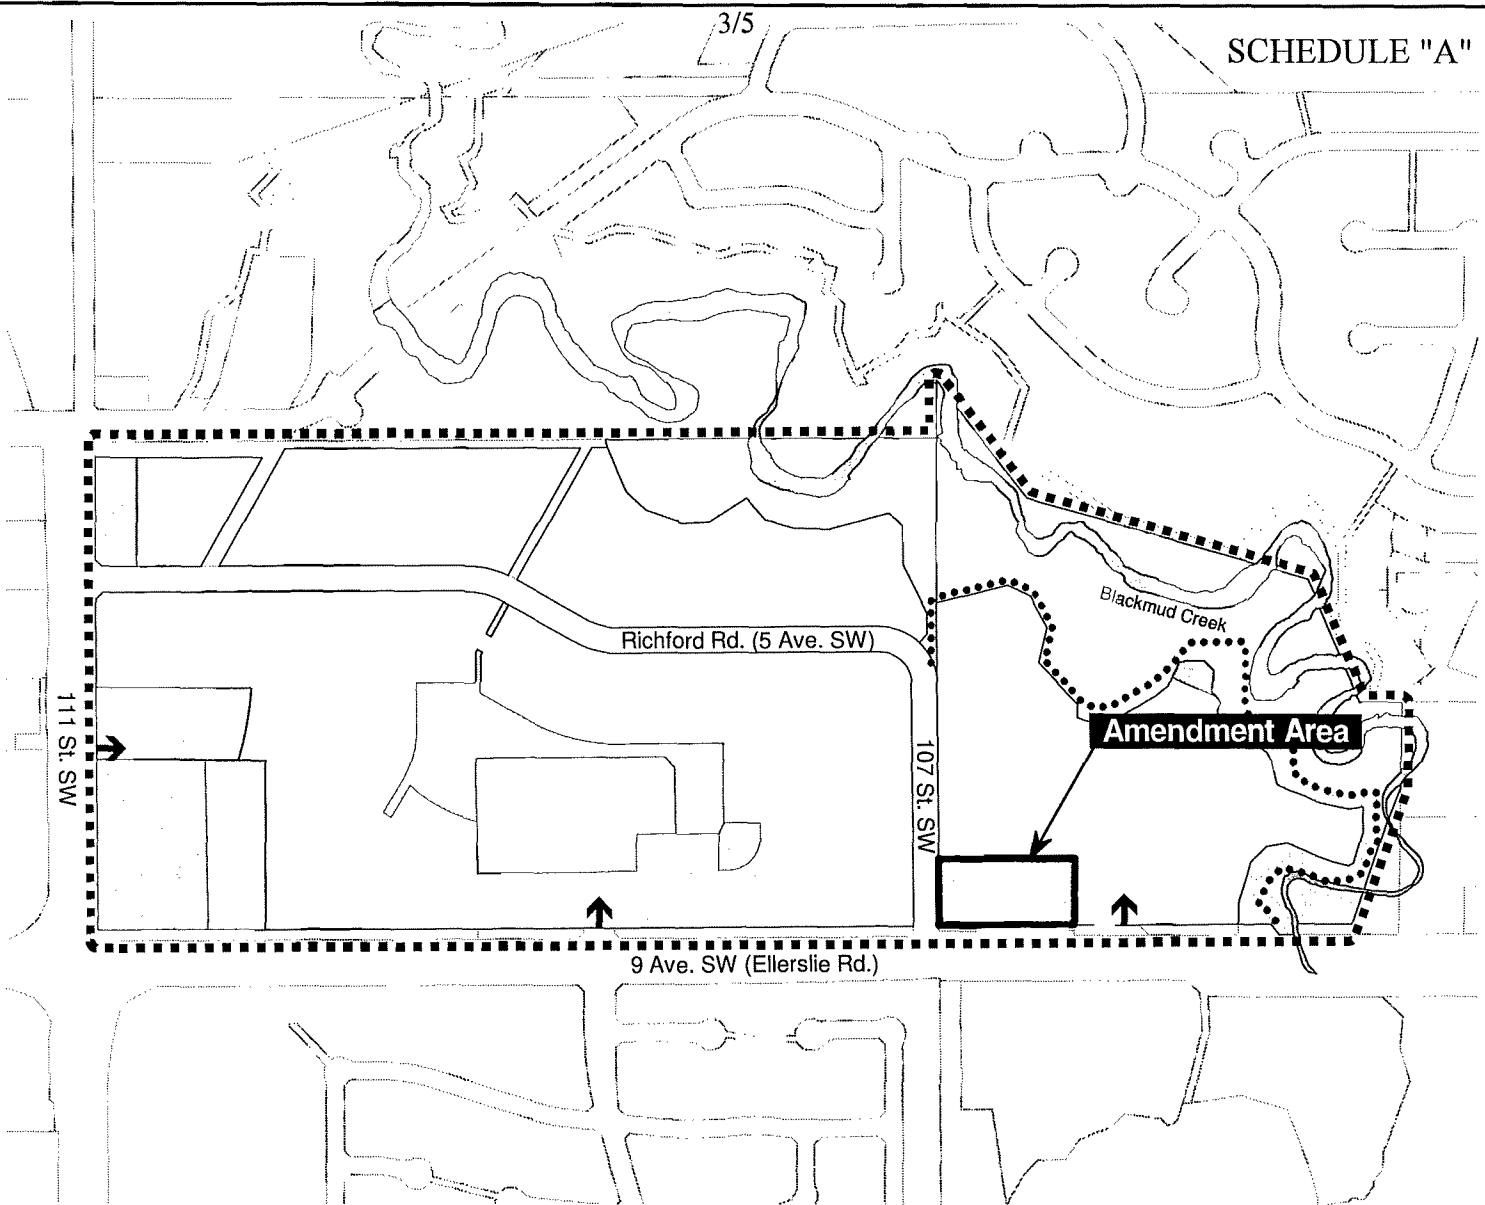 3/5
SCHEDULE "A"
Blackmud Creek
Richford Rd. (5 Ave. SW)
111 St. SW
Amendment Area
107 St. SW
9 Ave. SW (Ellerslie Rd.)